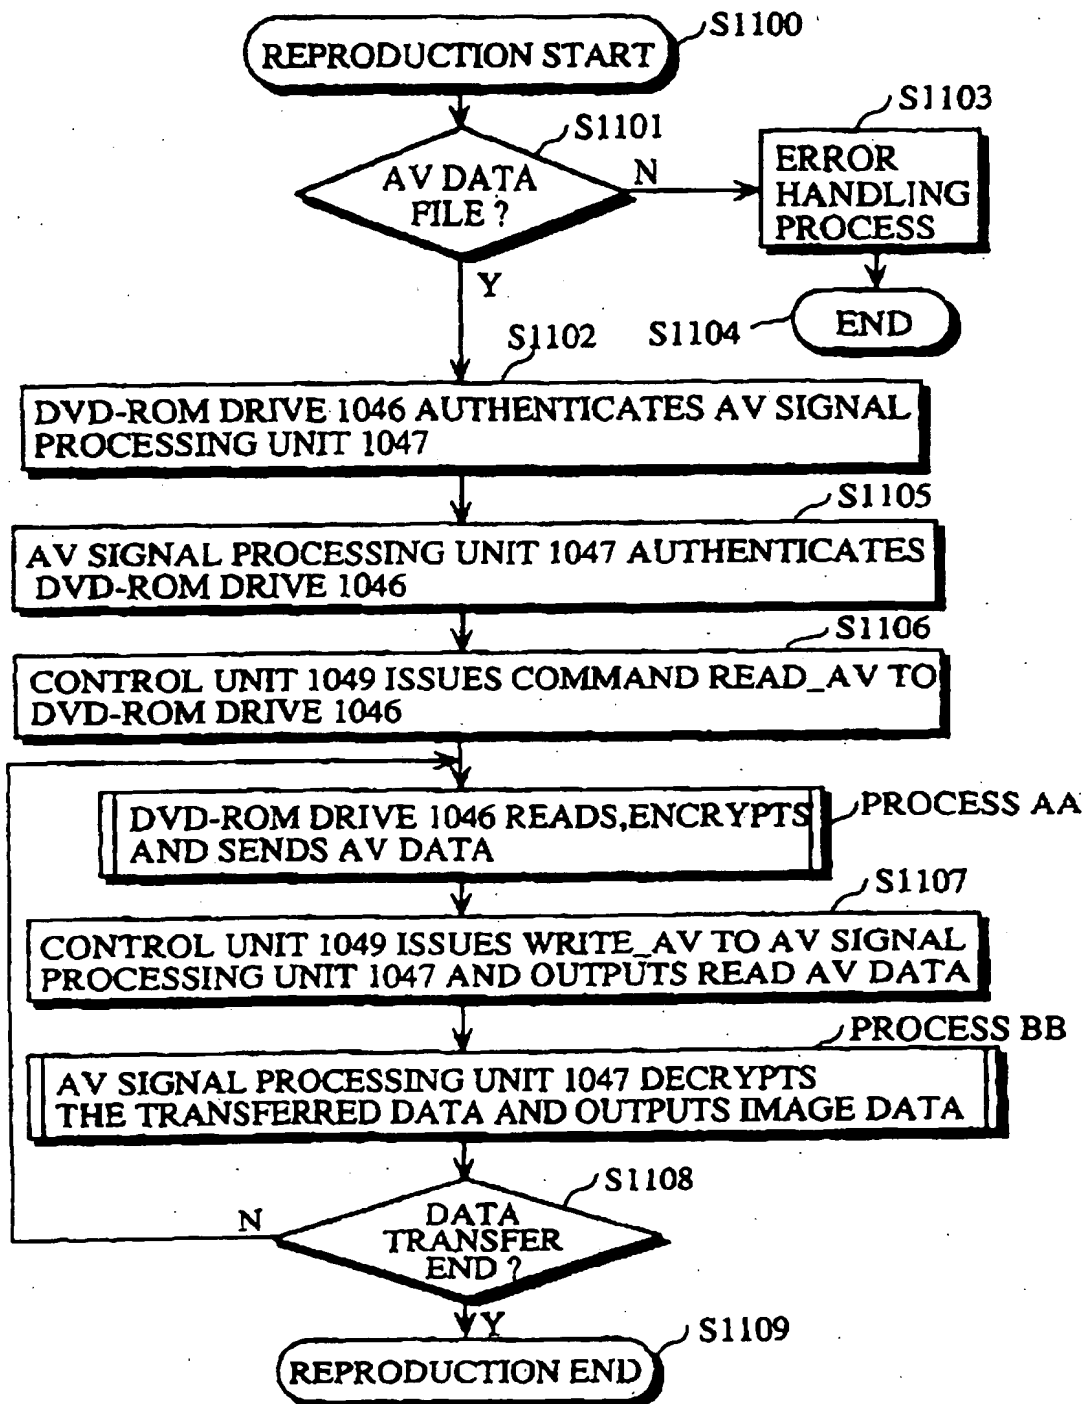 REPRODUCTION START
S1100
S1101
AV DATA
FILE ?
N
Y
S1103
ERROR
HANDLING
PROCESS
S1104
END
S1102
DVD-ROM DRIVE 1046 AUTHENTICATES AV SIGNAL
PROCESSING UNIT 1047
S1105
AV SIGNAL PROCESSING UNIT 1047 AUTHENTICATES
DVD-ROM DRIVE 1046
S1106
CONTROL UNIT 1049 ISSUES COMMAND READ_AV TO
DVD-ROM DRIVE 1046
PROCESS AA
DVD-ROM DRIVE 1046 READS,ENCRYPTS
AND SENDS AV DATA
S1107
CONTROL UNIT 1049 ISSUES WRITE_AV TO AV SIGNAL
PROCESSING UNIT 1047 AND OUTPUTS READ AV DATA
PROCESS BB
AV SIGNAL PROCESSING UNIT 1047 DECRYPTS
THE TRANSFERRED DATA AND OUTPUTS IMAGE DATA
S1108
N
DATA
TRANSFER
END ?
Y
S1109
REPRODUCTION END